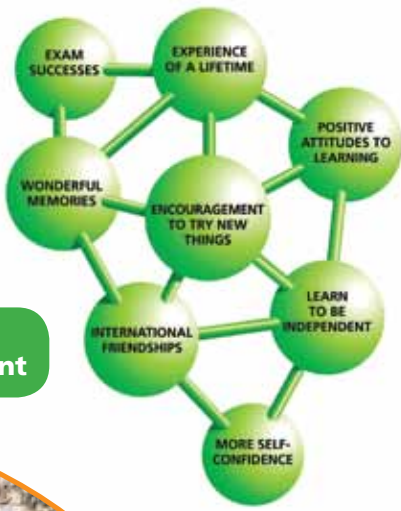 EXAM
SUCCESSES
EXPERIENCE
OF A LIFETIME
POSITIVE
ATTITUDES TO
LEARNING
WONDERFUL
MEMORIES
ENCOURAGEMENT
TO TRY NEW
THINGS
LEARN
TO BE
INDEPENDENT
INTERNATIONAL
FRIENDSHIPS
MORE SELF-
CONFIDENCE